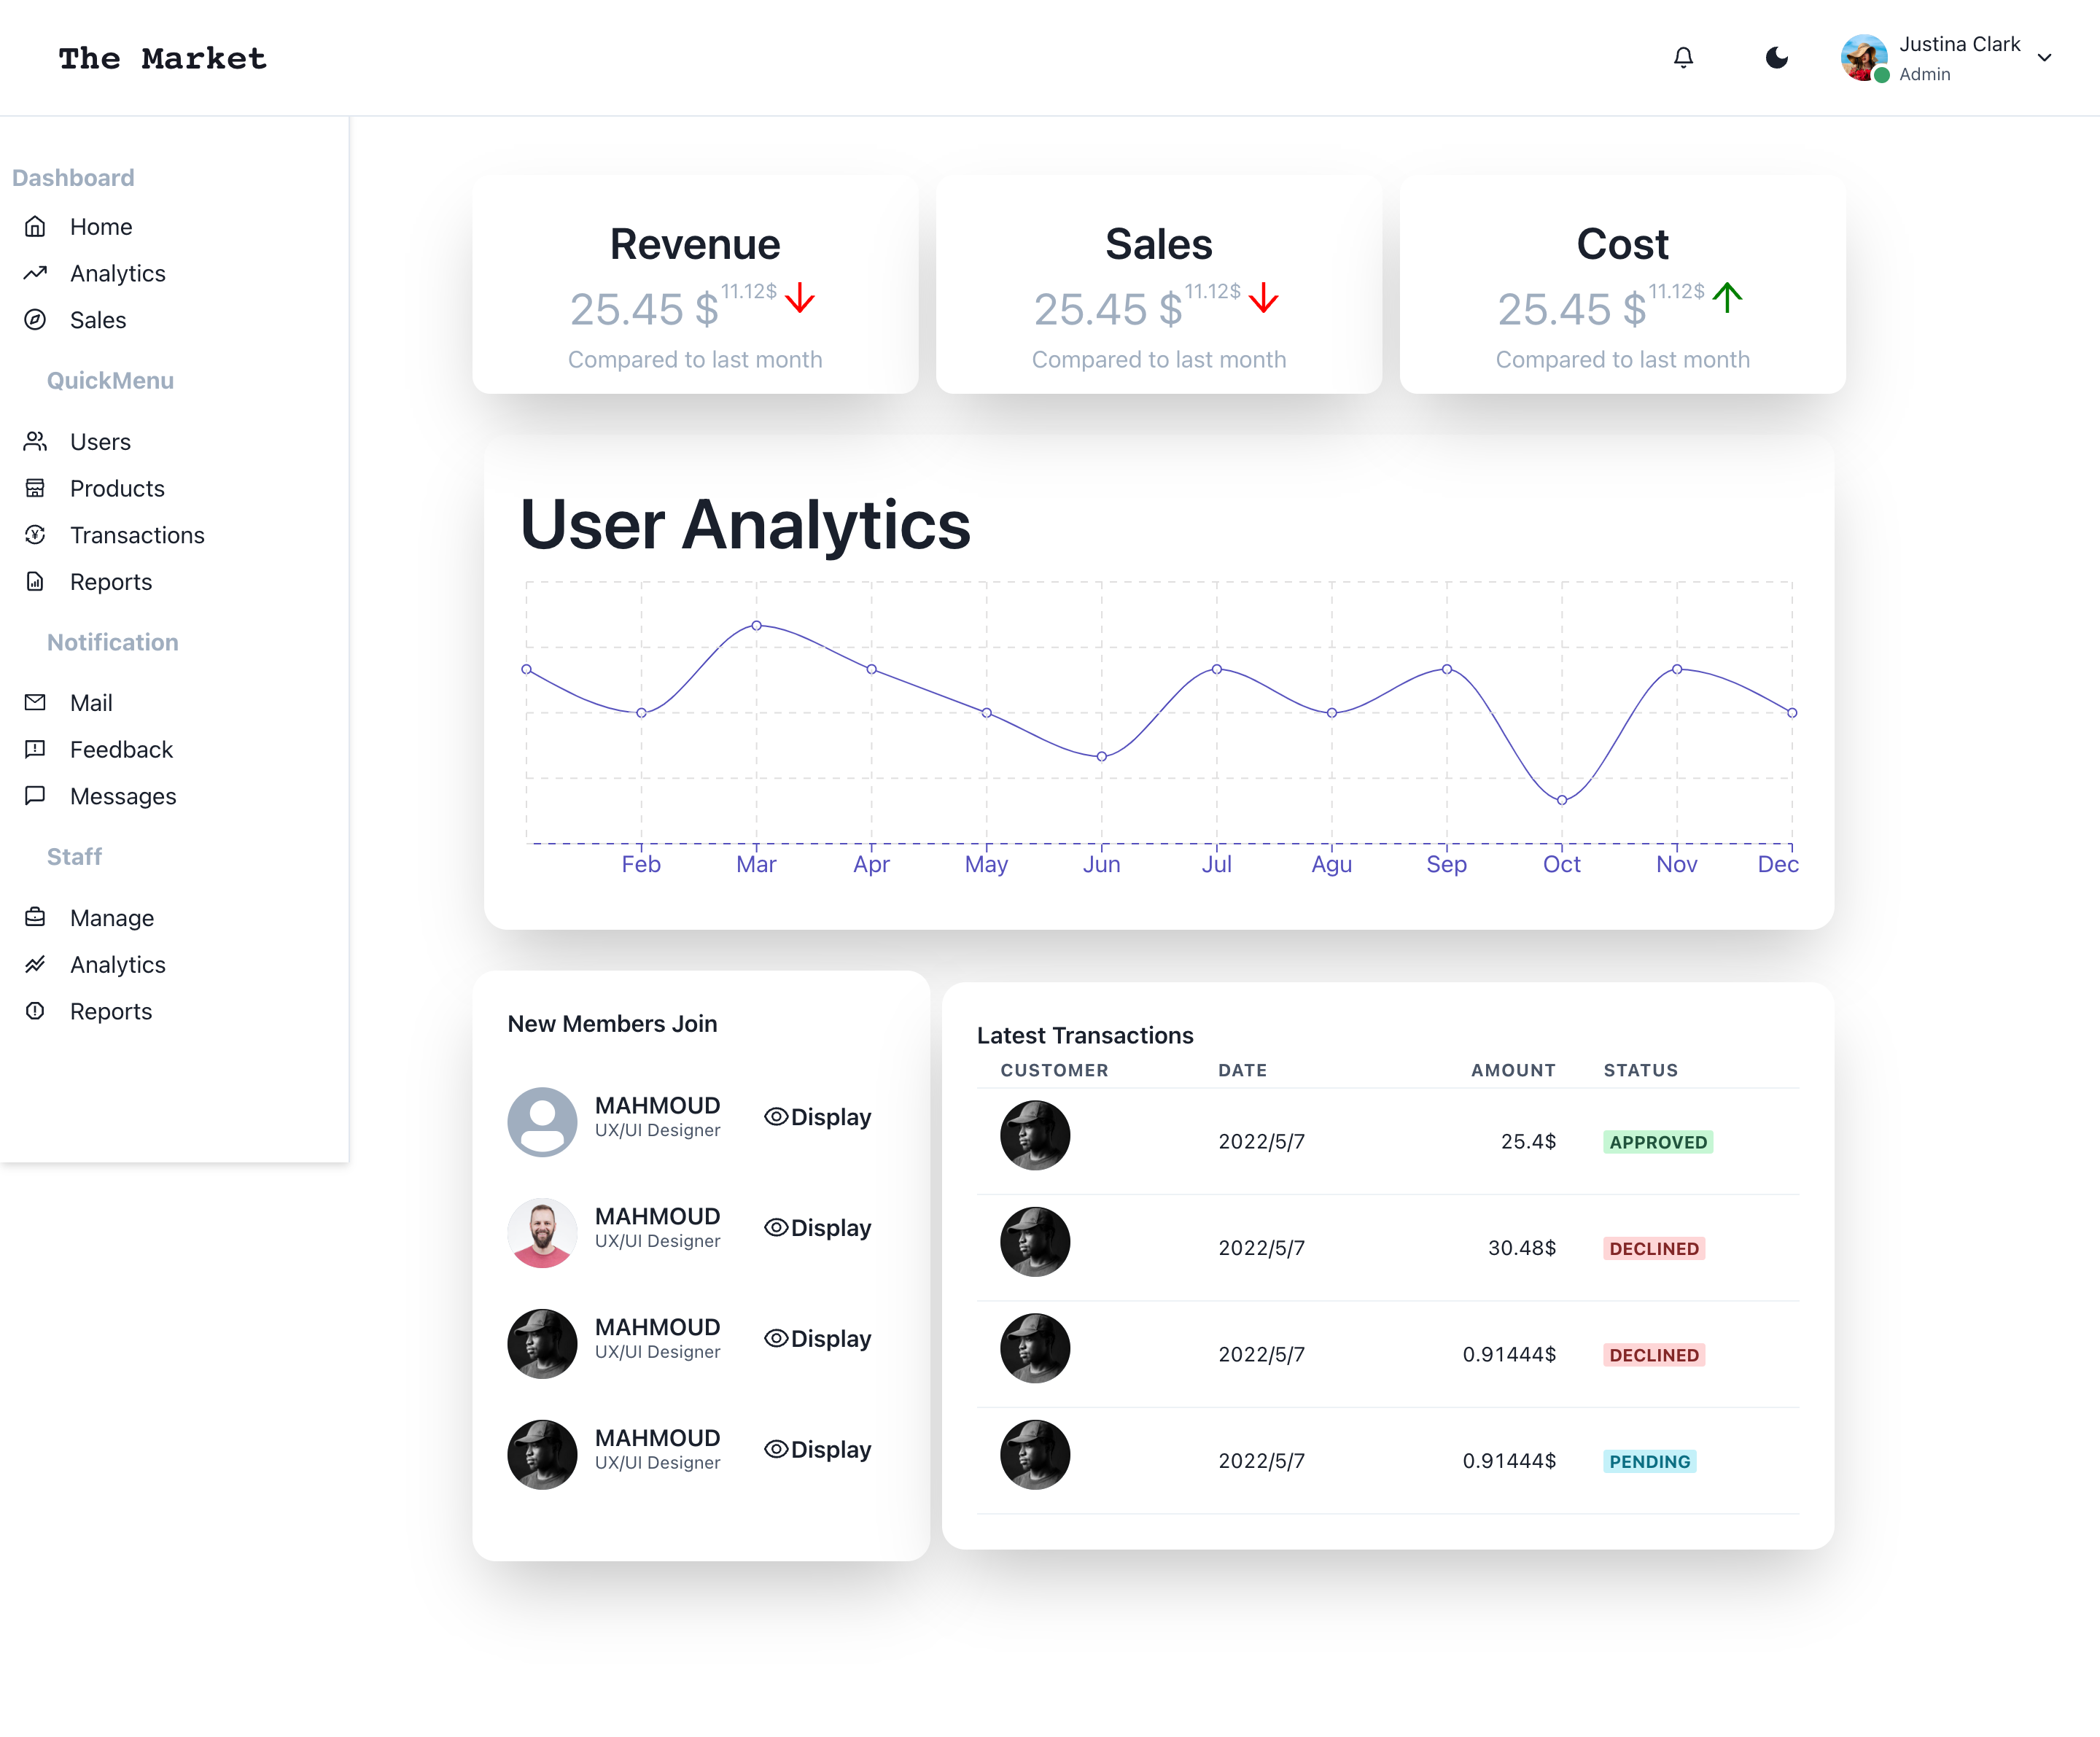 The Market
Justina Clark
Admin
Dashboard
Home
Analytics
Sales
QuickMenu
Users
Products
Transactions
Reports
Notification
Mail
Feedback
Messages
Staff
Manage
Analytics
Reports
Revenue
25.45 $ 11.12$
Compared to last month
Sales
25.45 $ 11.12$
Compared to last month
Cost
25.45 $ 11.12$
Compared to last month
User Analytics
Feb Mar Apr May Jun Jul Agu Sep Oct Nov Dec
New Members Join
MAHMOUD
UX/UI Designer
Display
MAHMOUD
UX/UI Designer
Display
MAHMOUD
UX/UI Designer
Display
MAHMOUD
UX/UI Designer
Display
Latest Transactions
CUSTOMER DATE AMOUNT STATUS
2022/5/7 25.4$ APPROVED
2022/5/7 30.48$ DECLINED
2022/5/7 0.91444$ DECLINED
2022/5/7 0.91444$ PENDING